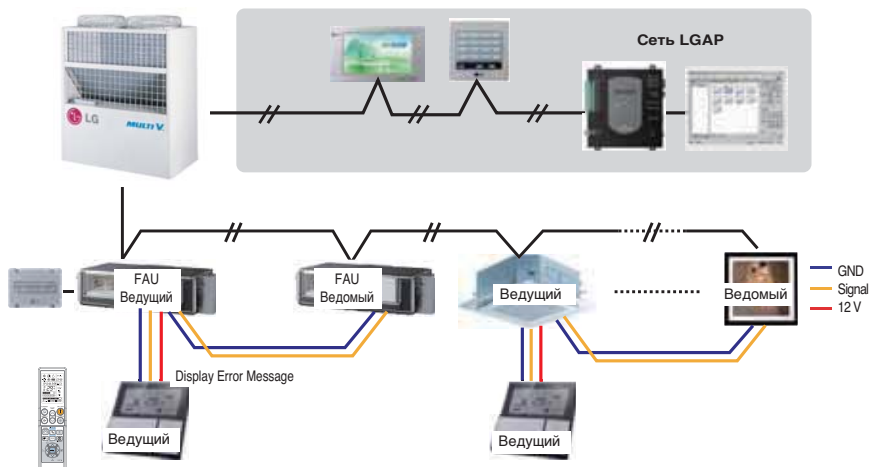 Сеть LGAP
LG
MULTI V
FAU
Ведущий
FAU
Ведомый
Ведущий
Ведомый
GND
Signal
12 V
Display Error Message
Ведущий
Ведущий